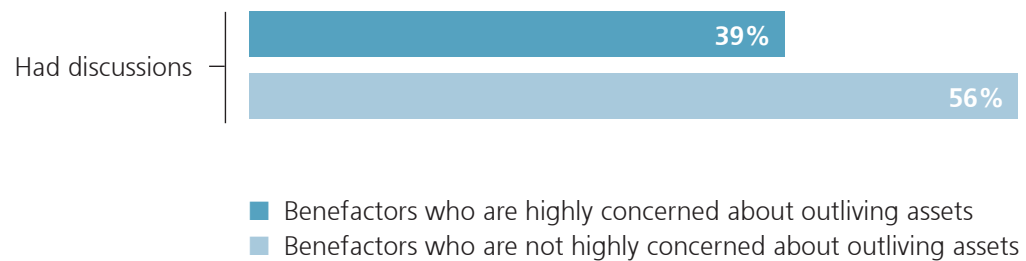 39%
Had discussions
56%
Benefactors who are highly concerned about outliving assets
Benefactors who are not highly concerned about outliving assets